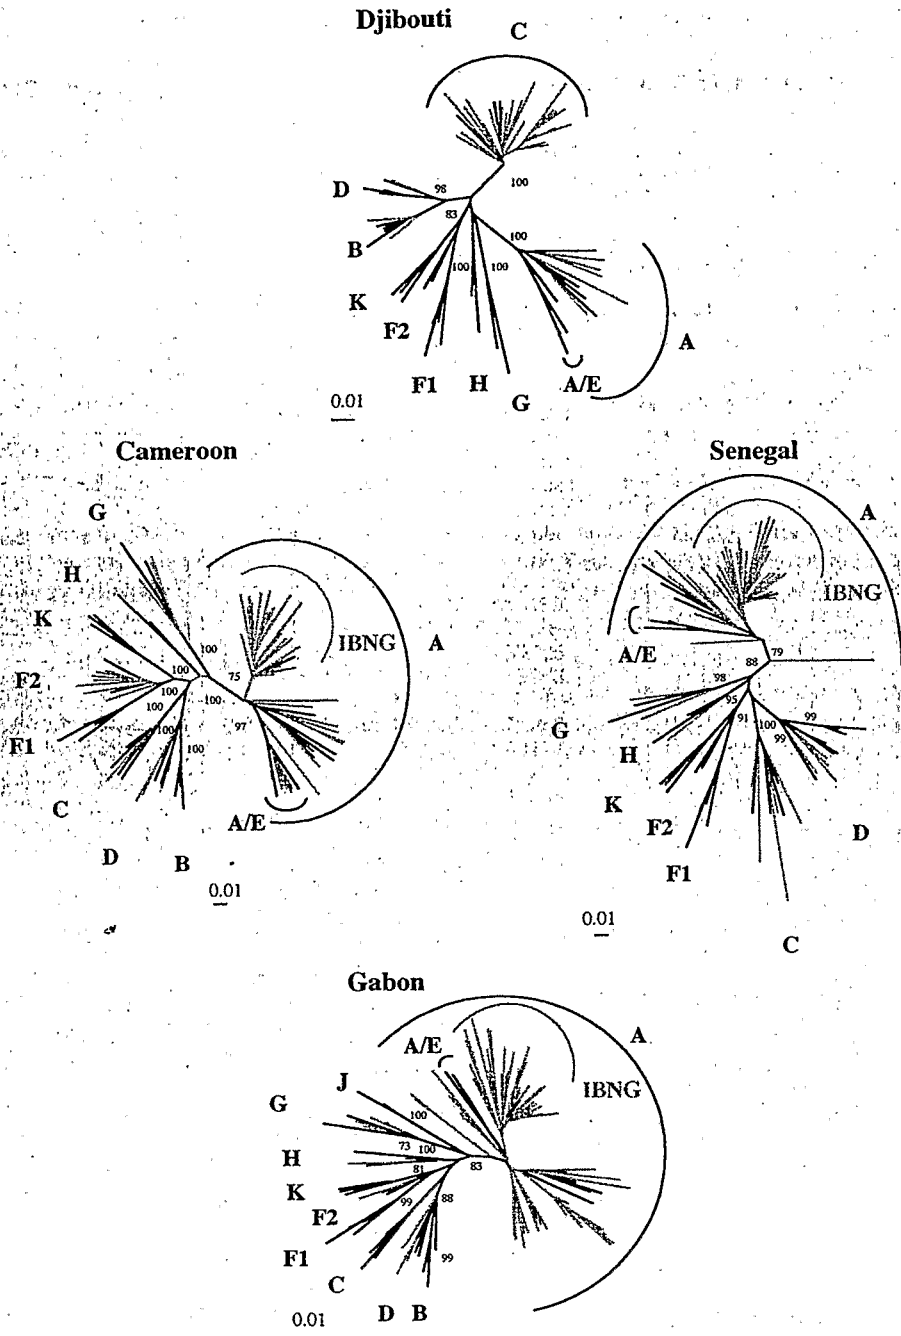 Djibouti
C
D
98
100
83
B
100
100
100
K
F2
F1
H
G
A/E
A
0.01
Cameroon
G
H
K
IBNG
A
100
100
75
F2
100
100
100
97
F1
100
100
C
A/E
D
B
0.01
Senegal
A
IBNG
A/E
79
88
98
95
91
100
99
99
G
H
K
F2
D
F1
0.01
C
Gabon
A
A/E
J
IBNG
G
100
73
100
H
81
83
K
99
88
F2
F1
99
C
D
B
0.01